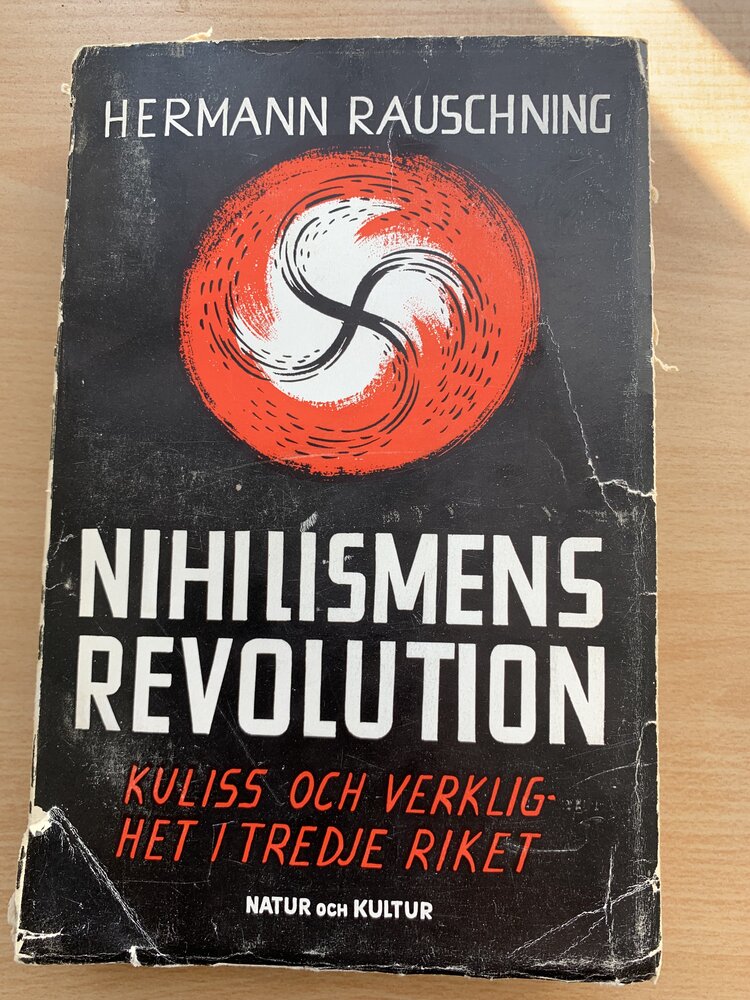 HERMANN RAUSCHNING
NIHILISMENS
REVOLUTION
KULISS OCH VERKLIG-
HET I TREDJE RIKET
NATUR OCH KULTUR